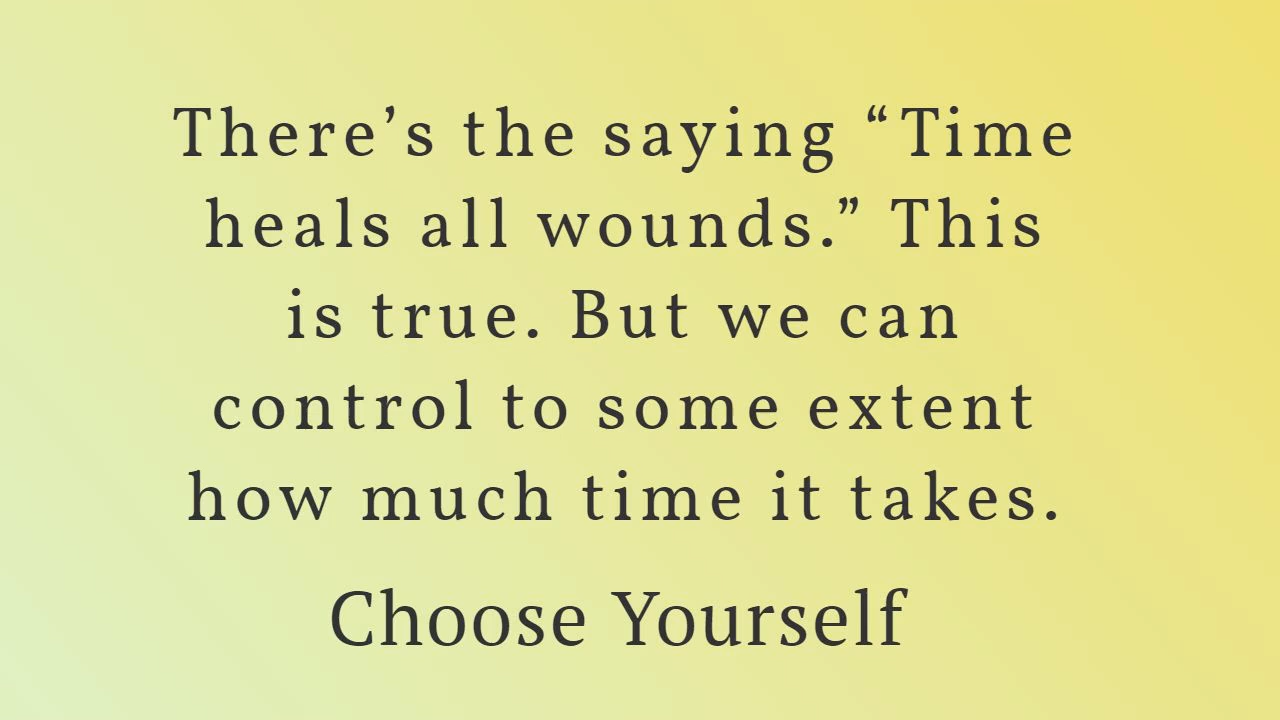 There’s the saying “Time
heals all wounds.” This
is true. But we can
control to some extent
how much time it takes.
Choose Yourself